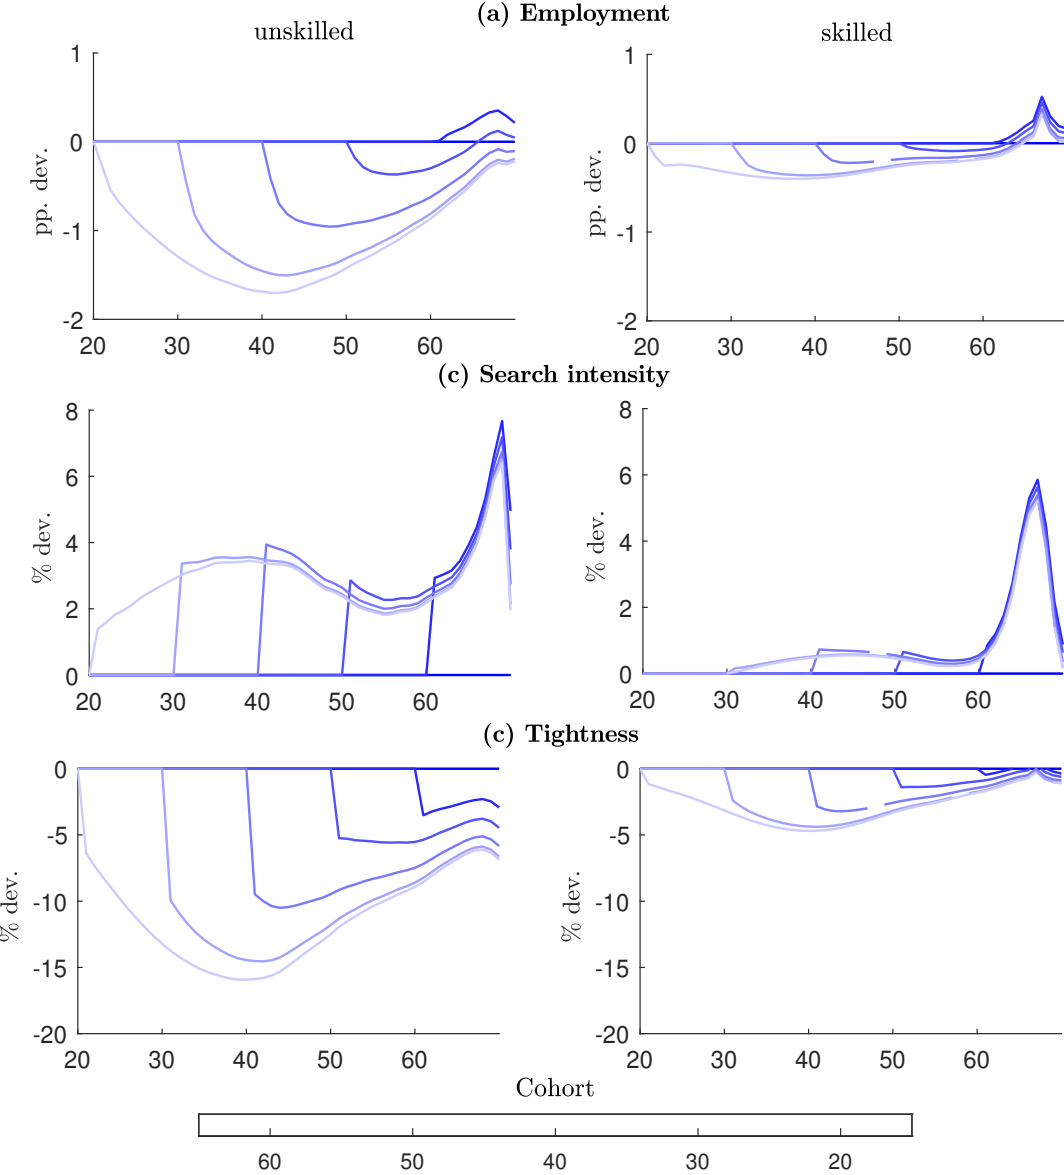 (a) Employment
unskilled
skilled
1
0
-1
-2
pp. dev.
20 30 40 50 60
1
0
-1
-2
pp. dev.
20 30 40 50 60
(c) Search intensity
8
6
4
2
0
% dev.
20 30 40 50 60
8
6
4
2
0
% dev.
20 30 40 50 60
(c) Tightness
0
-5
-10
-15
-20
% dev.
20 30 40 50 60
0
-5
-10
-15
-20
% dev.
20 30 40 50 60
Cohort
60 50 40 30 20